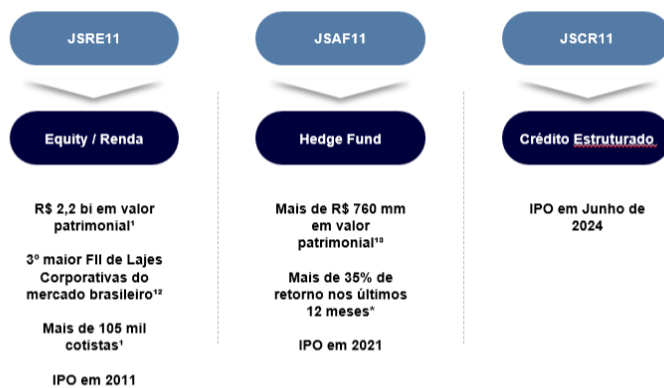 JSRE11
JSAF11
JSCR11
Equity / Renda
Hedge Fund
Crédito Estruturado
R$ 2,2 bi em valor
patrimonial¹
3º maior FII de Lajes
Corporativas do
mercado brasileiro¹²
Mais de 105 mil
cotistas¹
IPO em 2011
Mais de R$ 760 mm
em valor
patrimonial¹³
Mais de 35% de
retorno nos últimos
12 meses*
IPO em 2021
IPO em Junho de
2024